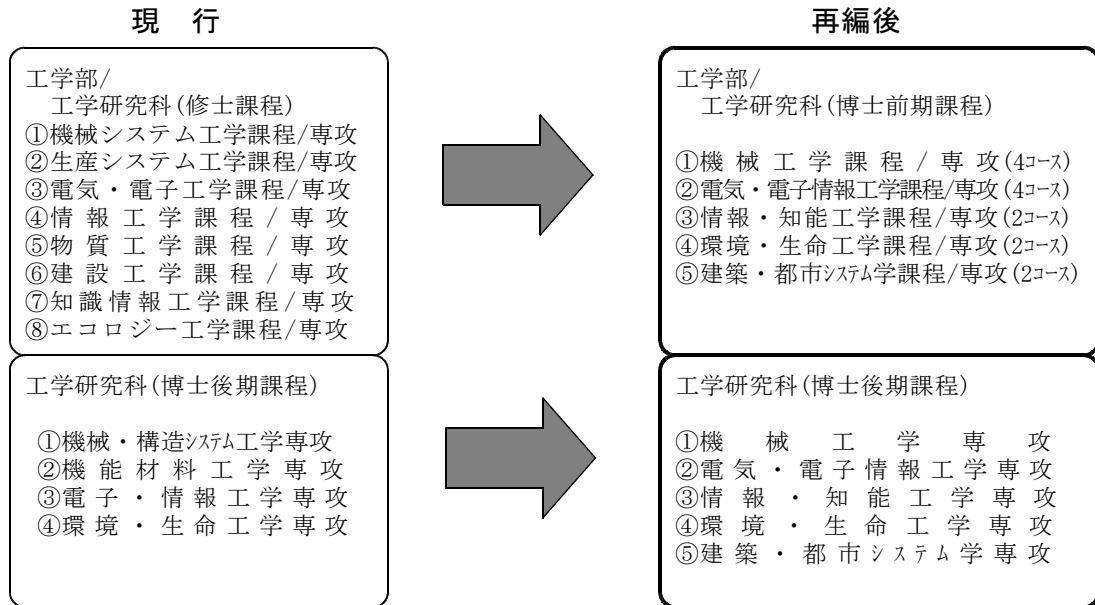 現　行
工学部/
工学研究科(修士課程)
①機械システム工学課程/専攻
②生産システム工学課程/専攻
③電気・電子工学課程/専攻
④情報工学課程/専攻
⑤物質工学課程/専攻
⑥建設工学課程/専攻
⑦知識情報工学課程/専攻
⑧エコロジー工学課程/専攻
工学研究科(博士後期課程)
①機械・構造ｼｽﾃﾑ工学専攻
②機能材料工学専攻
③電子・情報工学専攻
④環境・生命工学専攻
再編後
工学部/
工学研究科(博士前期課程)
①機械工学課程/専攻(4ｺｰｽ)
②電気・電子情報工学課程/専攻(4ｺｰｽ)
③情報・知能工学課程/専攻(2ｺｰｽ)
④環境・生命工学課程/専攻(2ｺｰｽ)
⑤建築・都市ｼｽﾃﾑ学課程/専攻(2ｺｰｽ)
工学研究科(博士後期課程)
①機械工学専攻
②電気・電子情報工学専攻
③情報・知能工学専攻
④環境・生命工学専攻
⑤建築・都市ｼｽﾃﾑ学専攻